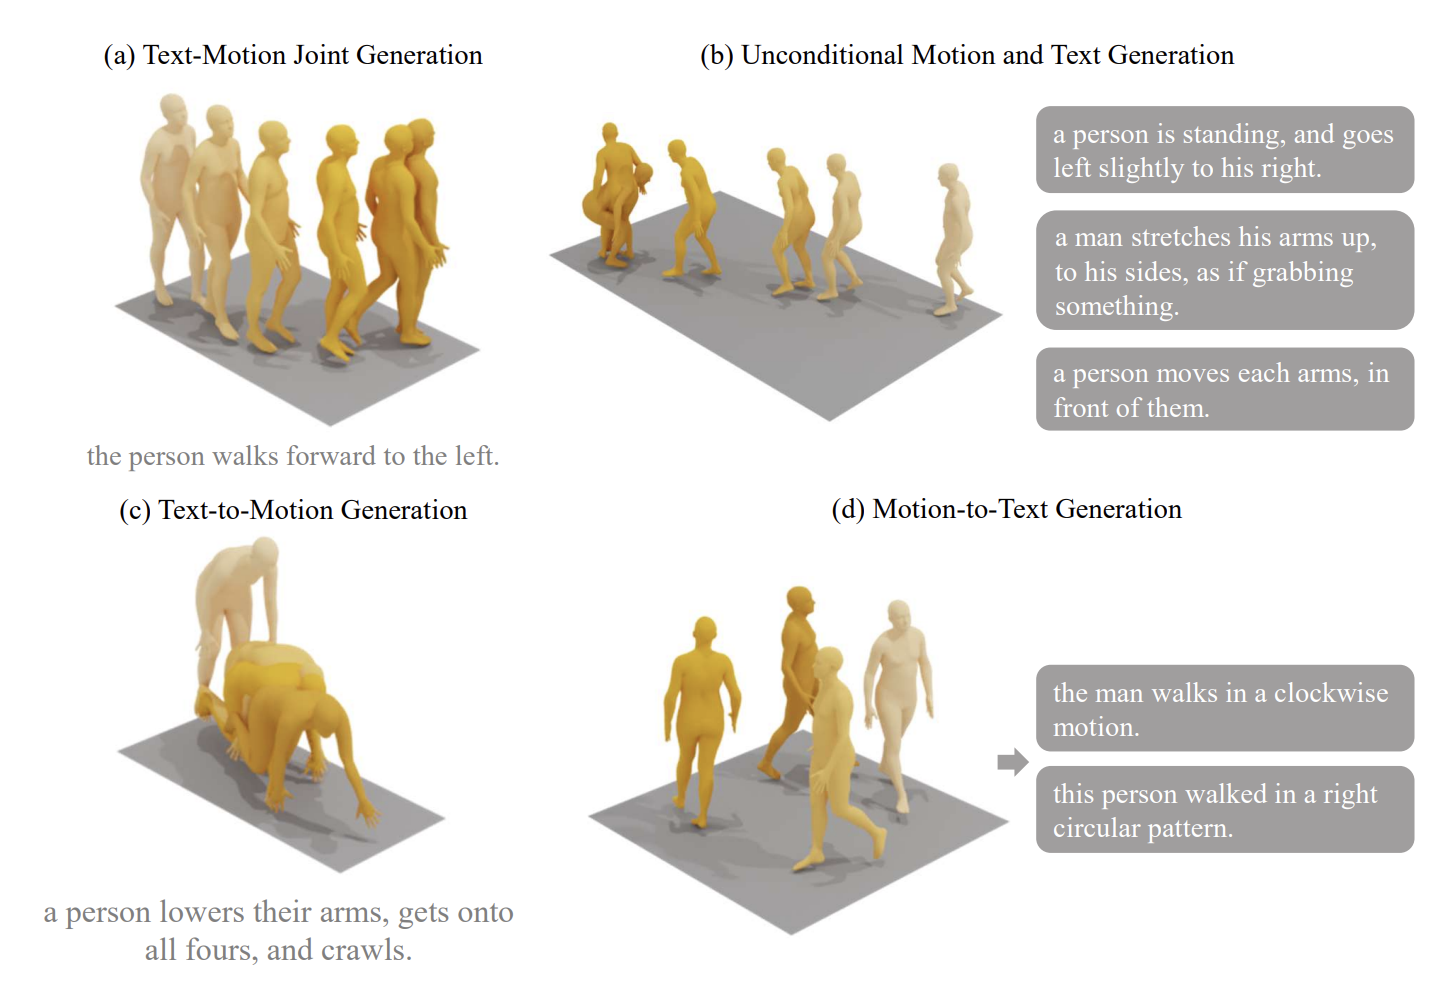 (a) Text-Motion Joint Generation
the person walks forward to the left.
(b) Unconditional Motion and Text Generation
a person is standing, and goes
left slightly to his right.
a man stretches his arms up,
to his sides, as if grabbing
something.
a person moves each arms, in
front of them.
(c) Text-to-Motion Generation
a person lowers their arms, gets onto
all fours, and crawls.
(d) Motion-to-Text Generation
the man walks in a clockwise
motion.
this person walked in a right
circular pattern.